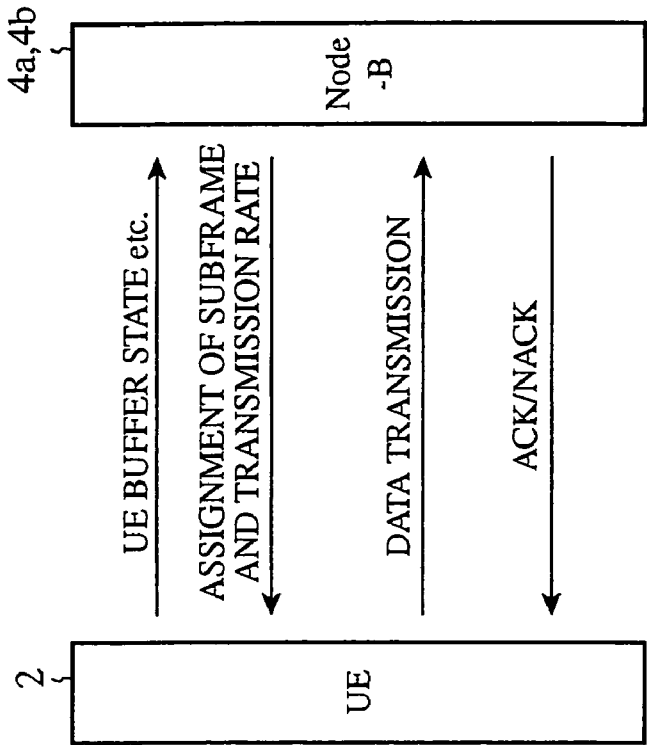 2
4a,4b
UE
Node
-B
UE BUFFER STATE etc.
ASSIGNMENT OF SUBFRAME
AND TRANSMISSION RATE
DATA TRANSMISSION
ACK/NACK